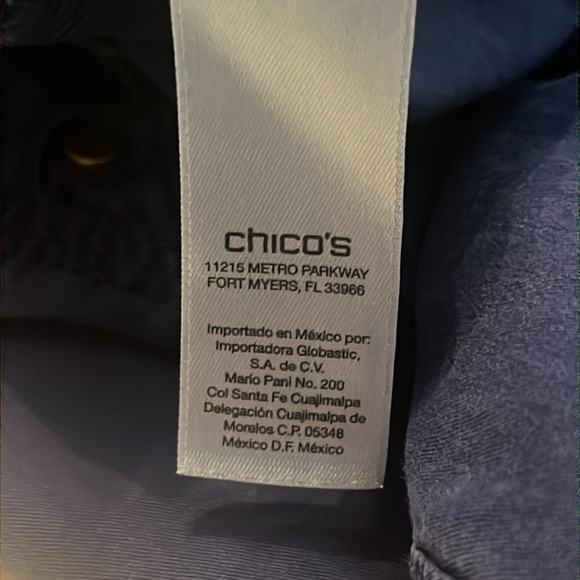 chico's
11215 METRO PARKWAY
FORT MYERS, FL 33966
Importado en México por:
Importadora Globastic,
S.A. de C.V.
Mario Pani No. 200
Col Santa Fe Cuajimalpa
Delegación Cuajimalpa de
Morelos C.P. 05348
México D.F. México